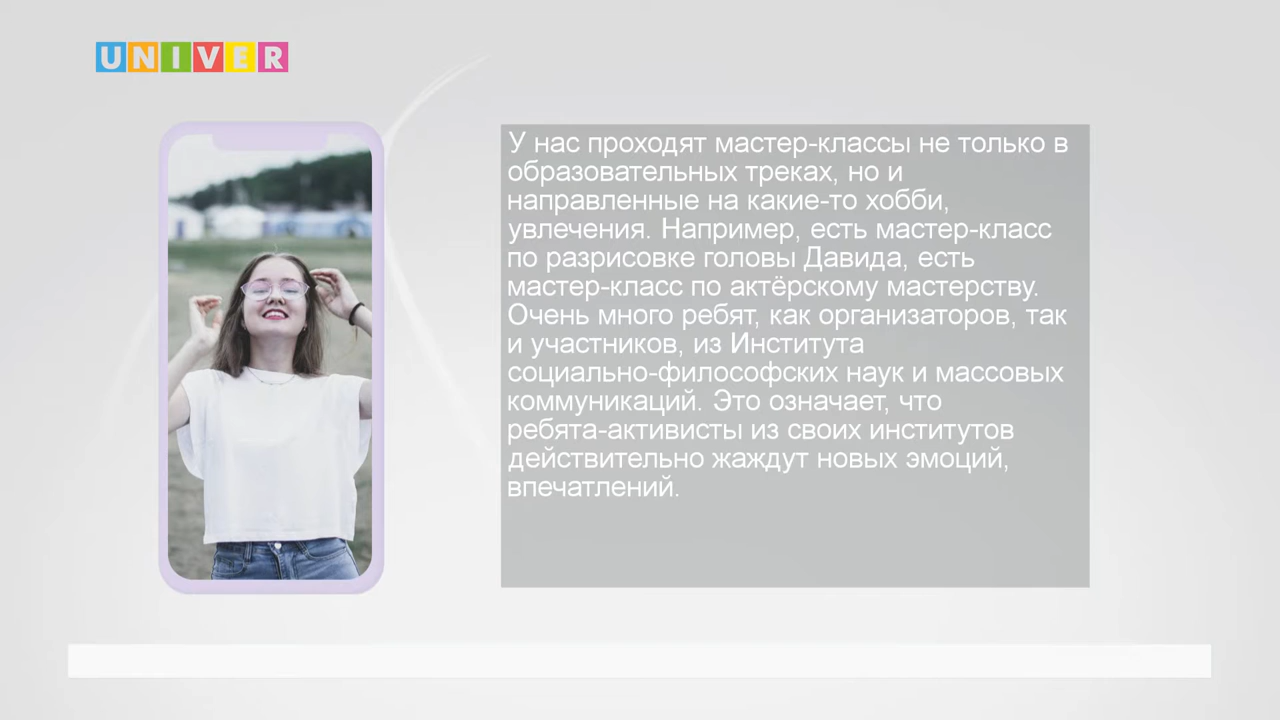 UNIVER
У нас проходят мастер-классы не только в
образовательных треках, но и
направленные на какие-то хобби,
увлечения. Например, есть мастер-класс
по разрисовке головы Давида, есть
мастер-класс по актёрскому мастерству.
Очень много ребят, как организаторов, так
и участников, из Института
социально-философских наук и массовых
коммуникаций. Это означает, что
ребята-активисты из своих институтов
действительно жаждут новых эмоций,
впечатлений.